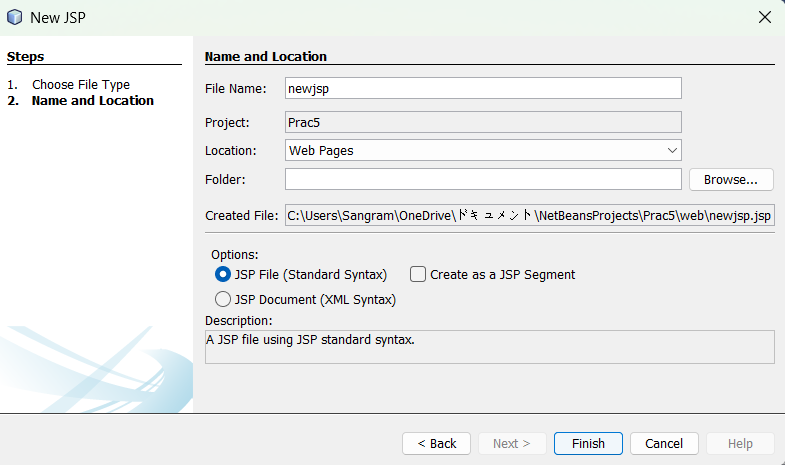 New JSP
Steps
1. Choose File Type
2. Name and Location
Name and Location
File Name: newjsp
Project: Prac5
Location: Web Pages
Folder: Browse...
Created File: C:\Users\Sangram\OneDrive\ドキュメント\NetBeansProjects\Prac5\web\newjsp.jsp
Options:
JSP File (Standard Syntax) Create as a JSP Segment
JSP Document (XML Syntax)
Description:
A JSP file using JSP standard syntax.
< Back Next > Finish Cancel Help